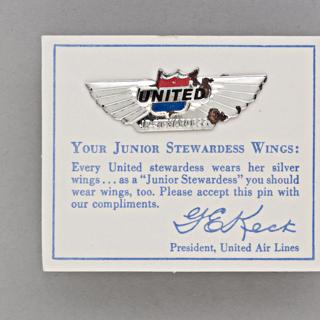 UNITED
YOUR JUNIOR STEWARDESS WINGS:
Every United stewardess wears her silver
wings... as a "Junior Stewardess" you should
wear wings, too. Please accept this pin with
our compliments.
G E Keck
President, United Air Lines